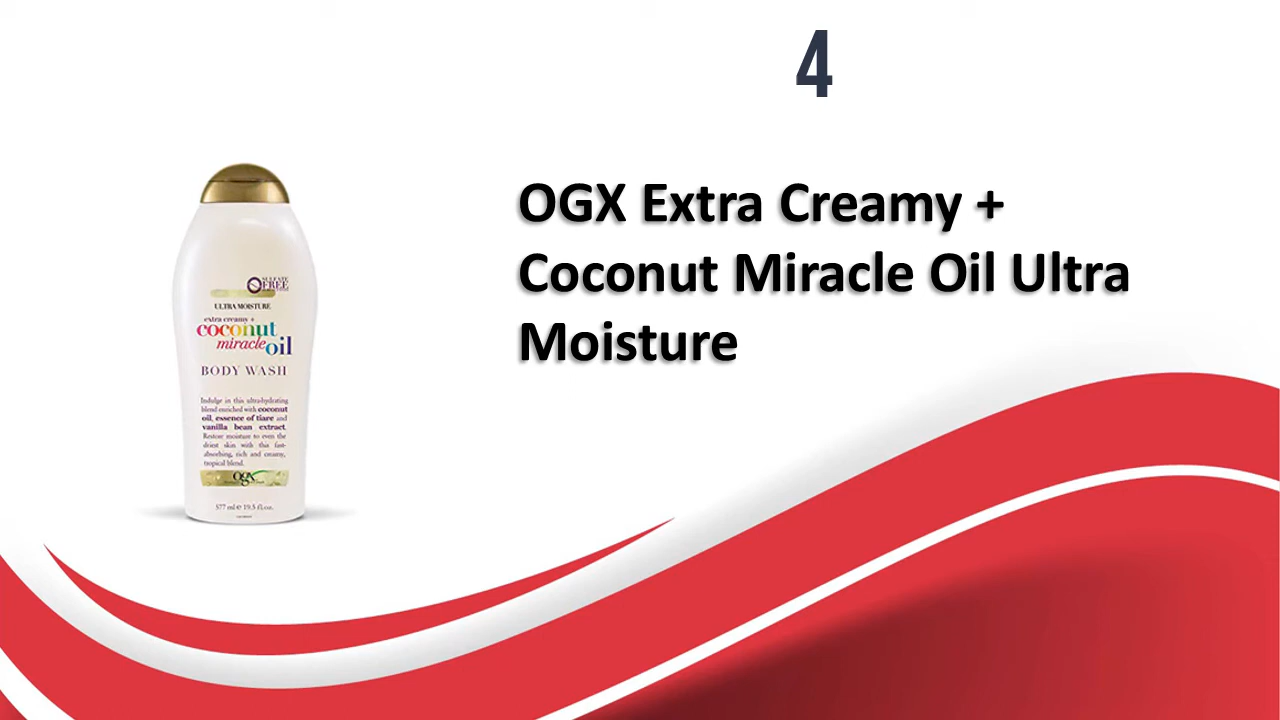 4
OGX Extra Creamy +
Coconut Miracle Oil Ultra
Moisture
SULFATE
FREE
ULTRA MOISTURE
extra creamy +
coconut
miracle oil
BODY WASH
Indulge in this ultra-hydrating
blend enriched with coconut
oil, essence of tiare and
vanilla bean extract.
Restore moisture to even the
driest skin with this fast-
absorbing, rich and creamy,
tropical blend.
ogx
577 ml e 19.5 fl.oz.